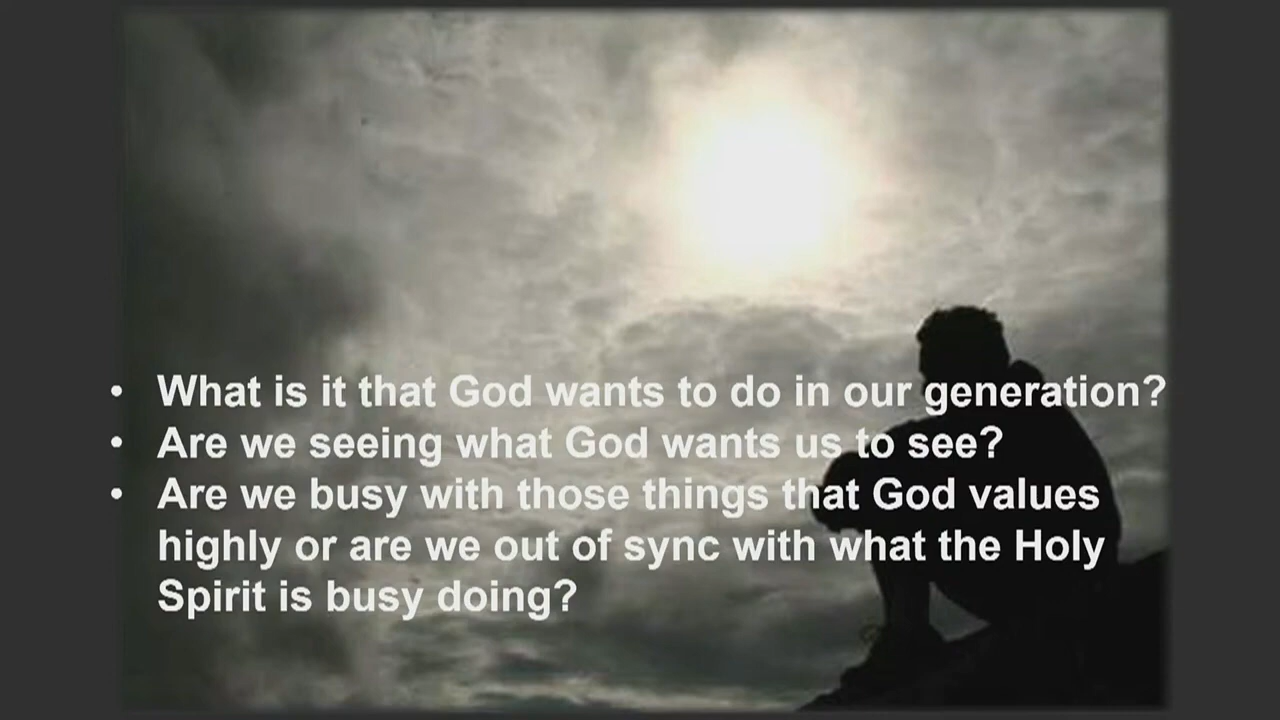 • What is it that God wants to do in our generation?
• Are we seeing what God wants us to see?
• Are we busy with those things that God values
highly or are we out of sync with what the Holy
Spirit is busy doing?